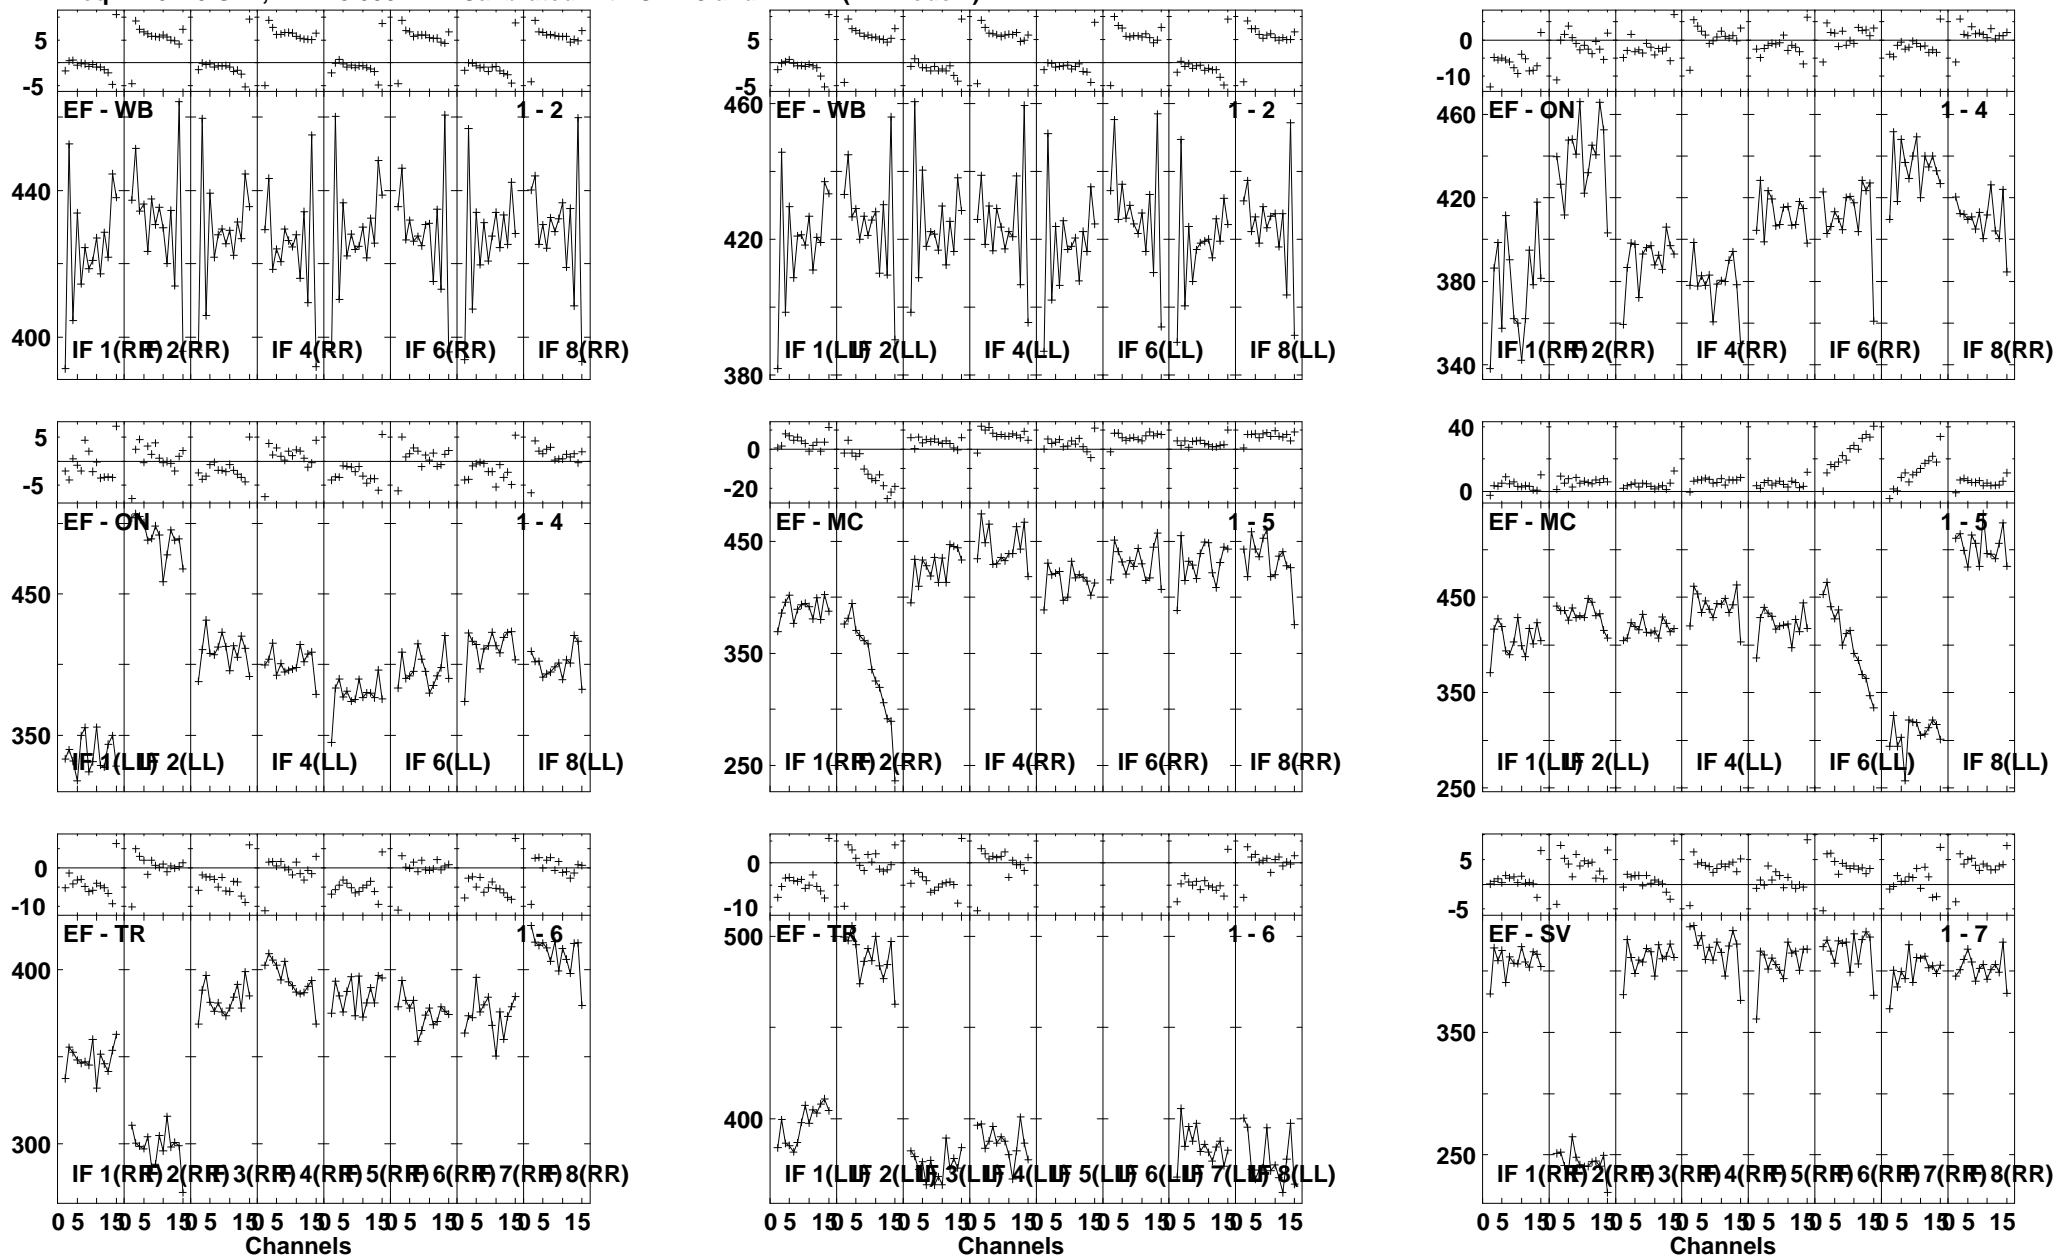 5
-5
EF - WB 1 - 2
440
400
IF 1(RR) IF 2(RR) IF 4(RR) IF 6(RR) IF 8(RR)
5
-5
460
EF - WB 1 - 2
420
380
IF 1(LL) IF 2(LL) IF 4(LL) IF 6(LL) IF 8(LL)
0
-10
EF - ON 1 - 4
460
420
380
340
IF 1(RR) IF 2(RR) IF 4(RR) IF 6(RR) IF 8(RR)
5
-5
EF - ON 1 - 4
450
350
IF 1(LL) IF 2(LL) IF 4(LL) IF 6(LL) IF 8(LL)
0
-20
EF - MC 1 - 5
450
350
250
IF 1(RR) IF 2(RR) IF 4(RR) IF 6(RR) IF 8(RR)
40
0
EF - MC 1 - 5
450
350
250
IF 1(LL) IF 2(LL) IF 4(LL) IF 6(LL) IF 8(LL)
0
-10
EF - TR 1 - 6
400
300
IF 1(RR) IF 2(RR) IF 3(RR) IF 4(RR) IF 5(RR) IF 6(RR) IF 7(RR) IF 8(RR)
0 5 15 0 5 15 0 5 15 0 5 15 0 5 15 0 5 15 0 5 15 0 5 15
Channels
0
-10
500
EF - TR 1 - 6
400
IF 1(LL) IF 2(LL) IF 3(LL) IF 4(LL) IF 5(LL) IF 6(LL) IF 7(LL) IF 8(LL)
0 5 15 0 5 15 0 5 15 0 5 15 0 5 15 0 5 15 0 5 15 0 5 15
Channels
5
-5
EF - SV 1 - 7
350
250
IF 1(RR) IF 2(RR) IF 3(RR) IF 4(RR) IF 5(RR) IF 6(RR) IF 7(RR) IF 8(RR)
0 5 15 0 5 15 0 5 15 0 5 15 0 5 15 0 5 15 0 5 15 0 5 15
Channels